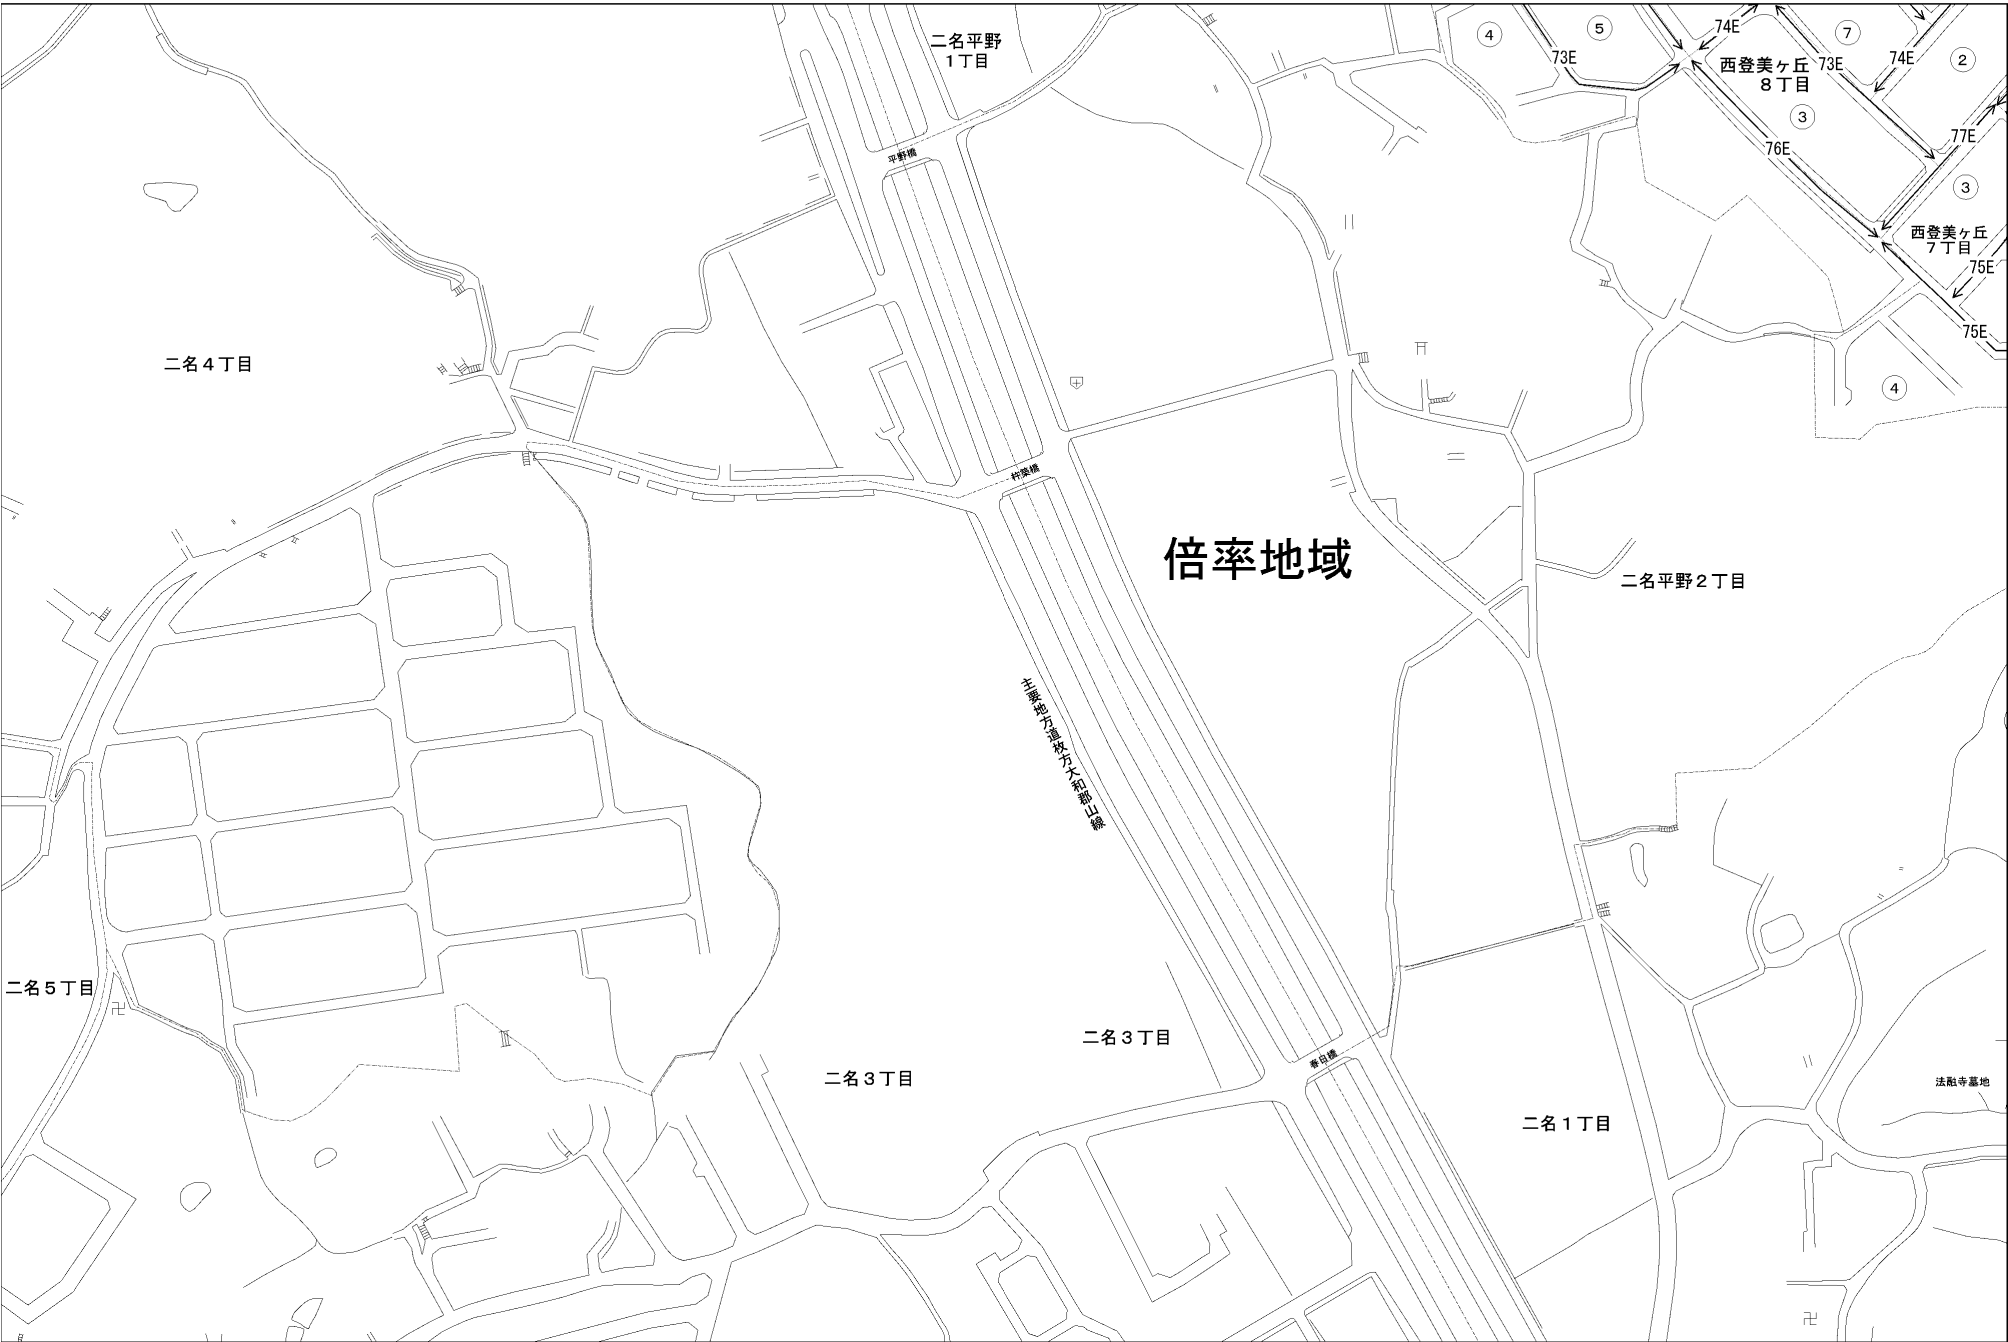 二名平野
1丁目
4
5
73E
74E
西登美ヶ丘
8丁目
3
7
73E
74E
2
平野橋
76E
77E
3
西登美ヶ丘
7丁目
75E
75E
4
二名4丁目
杵築橋
倍率地域
二名平野2丁目
主要地方道枚方大和郡山線
二名5丁目
二名3丁目
二名3丁目
春日橋
法融寺墓地
二名1丁目